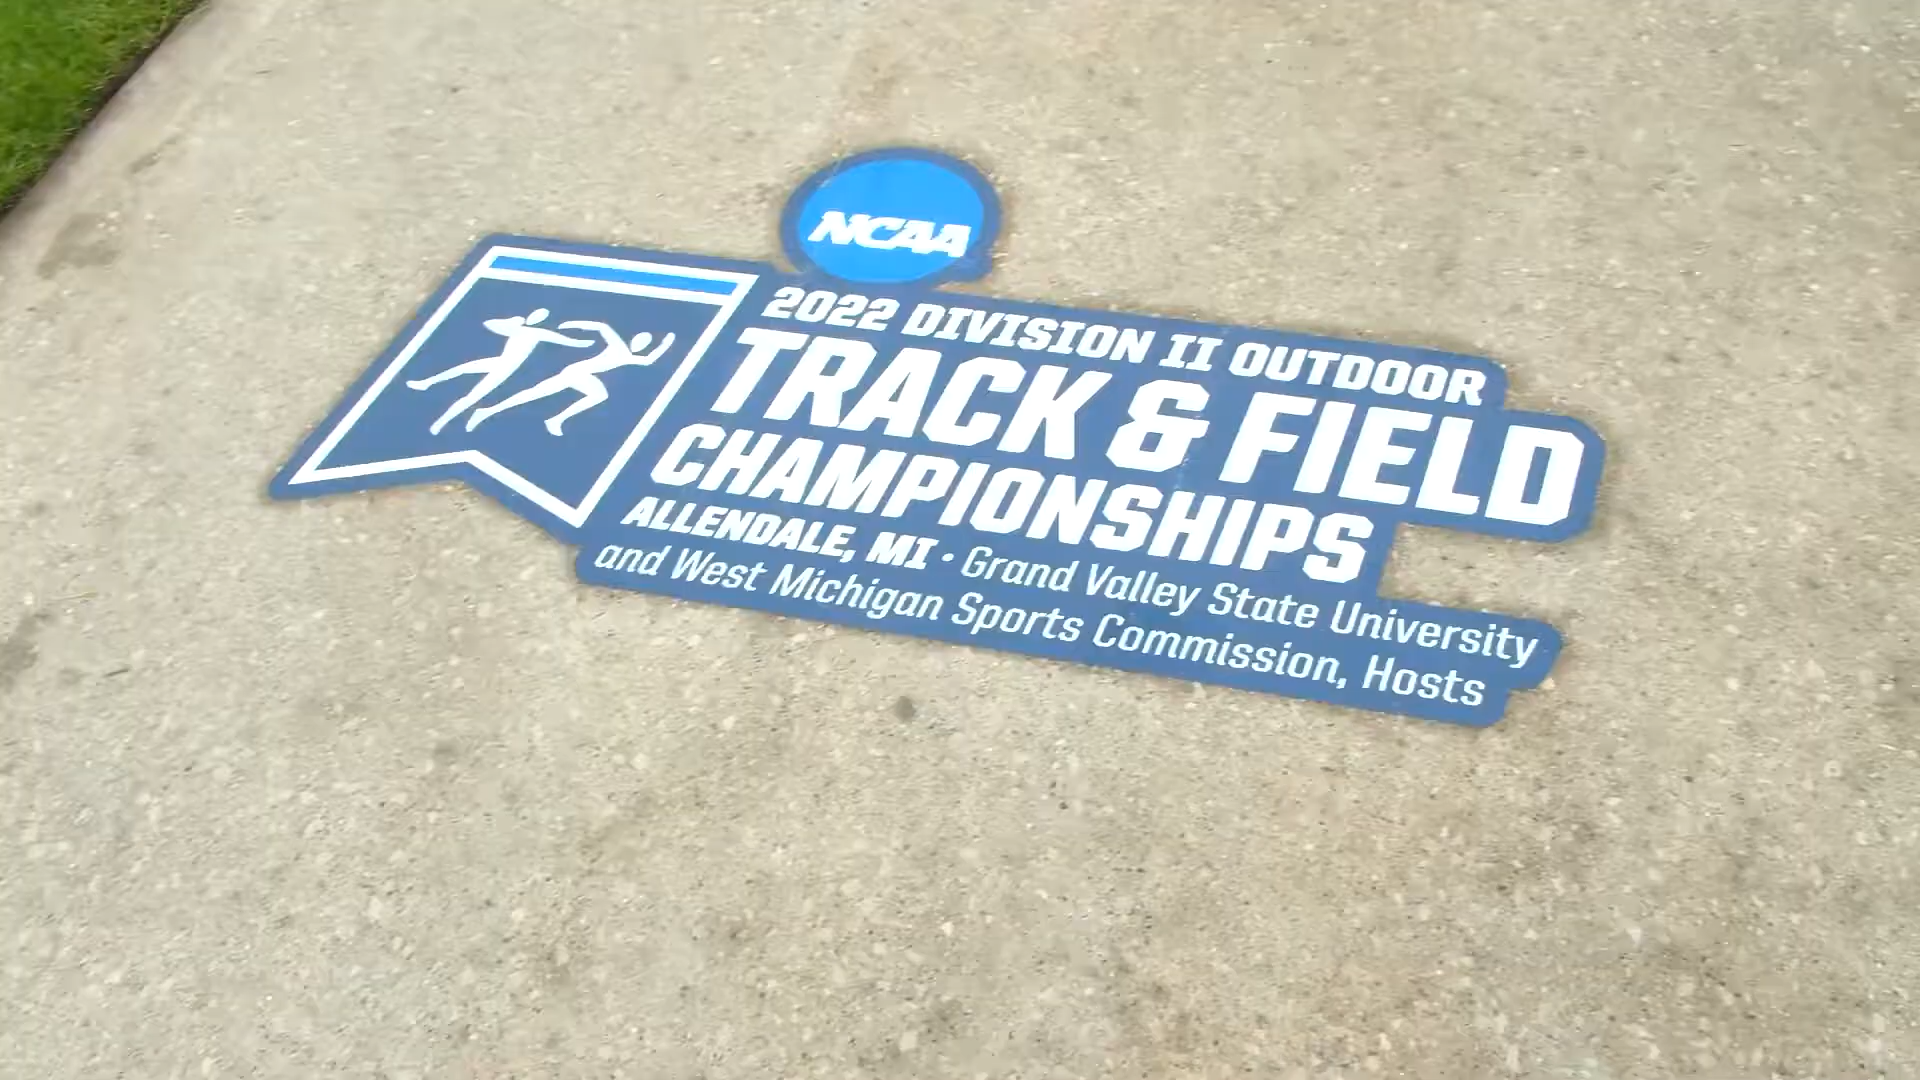 NCAA
2022 DIVISION II OUTDOOR
TRACK & FIELD
CHAMPIONSHIPS
ALLENDALE, MI • Grand Valley State University
and West Michigan Sports Commission, Hosts